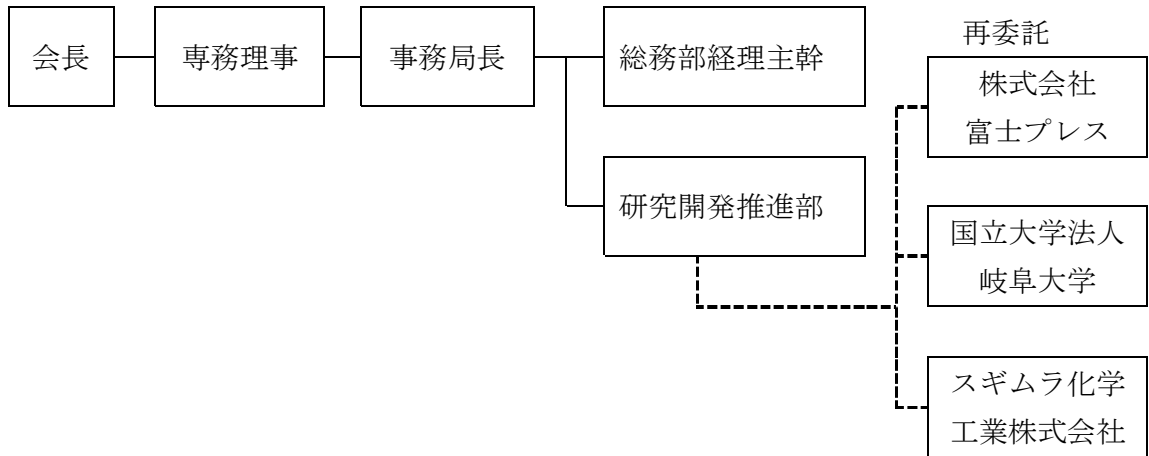 会長
専務理事
事務局長
総務部経理主幹
研究開発推進部
再委託
株式会社
富士プレス
国立大学法人
岐阜大学
スギムラ化学
工業株式会社